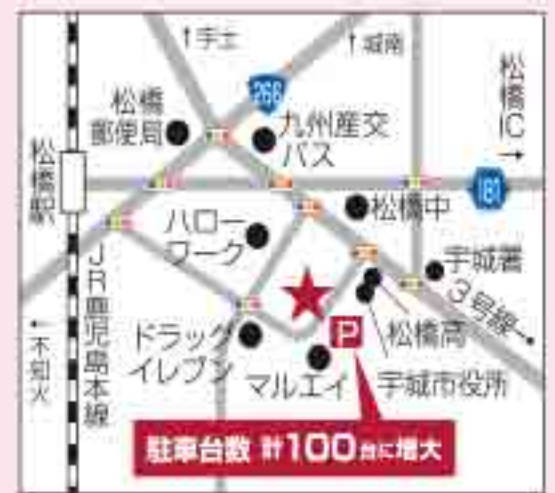 ↑宇土
↑城南
266
松橋IC→
松橋
郵便局
九州産交
バス
松橋駅
181
松橋中
ハロー
ワーク
宇城署
3号線
JR鹿児島本線
←不知火
P
松橋高
ドラッグ
イレブン
マルエイ
宇城市役所
駐車台数 計100台に増大